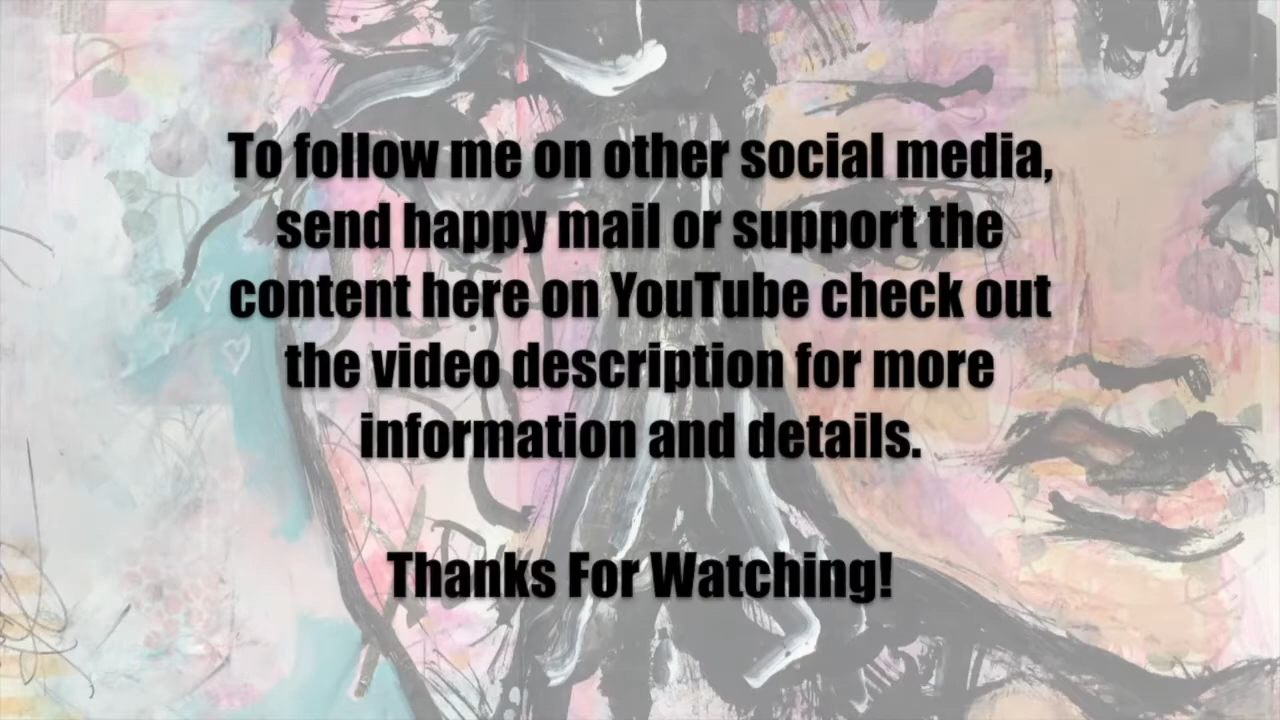 To follow me on other social media,
send happy mail or support the
content here on YouTube check out
the video description for more
information and details.
Thanks For Watching!